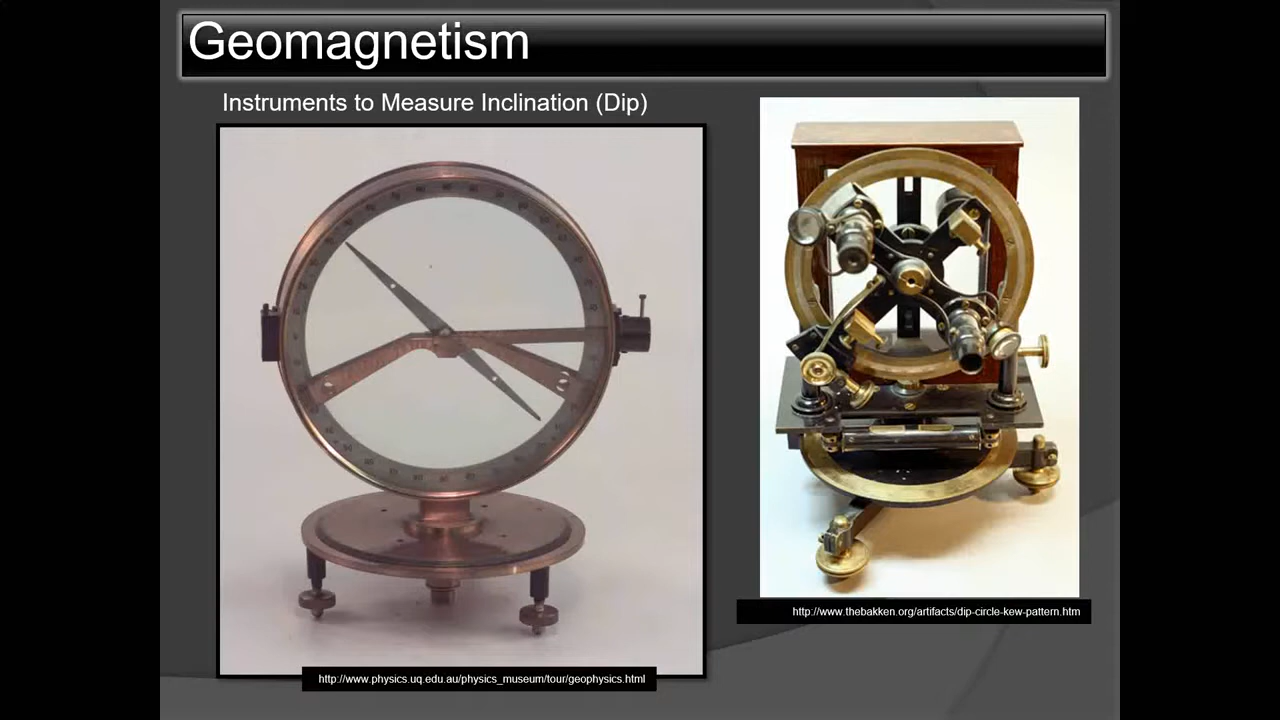 Geomagnetism
Instruments to Measure Inclination (Dip)
http://www.physics.uq.edu.au/physics_museum/tour/geophysics.html
http://www.thebakken.org/artifacts/dip-circle-kew-pattern.htm